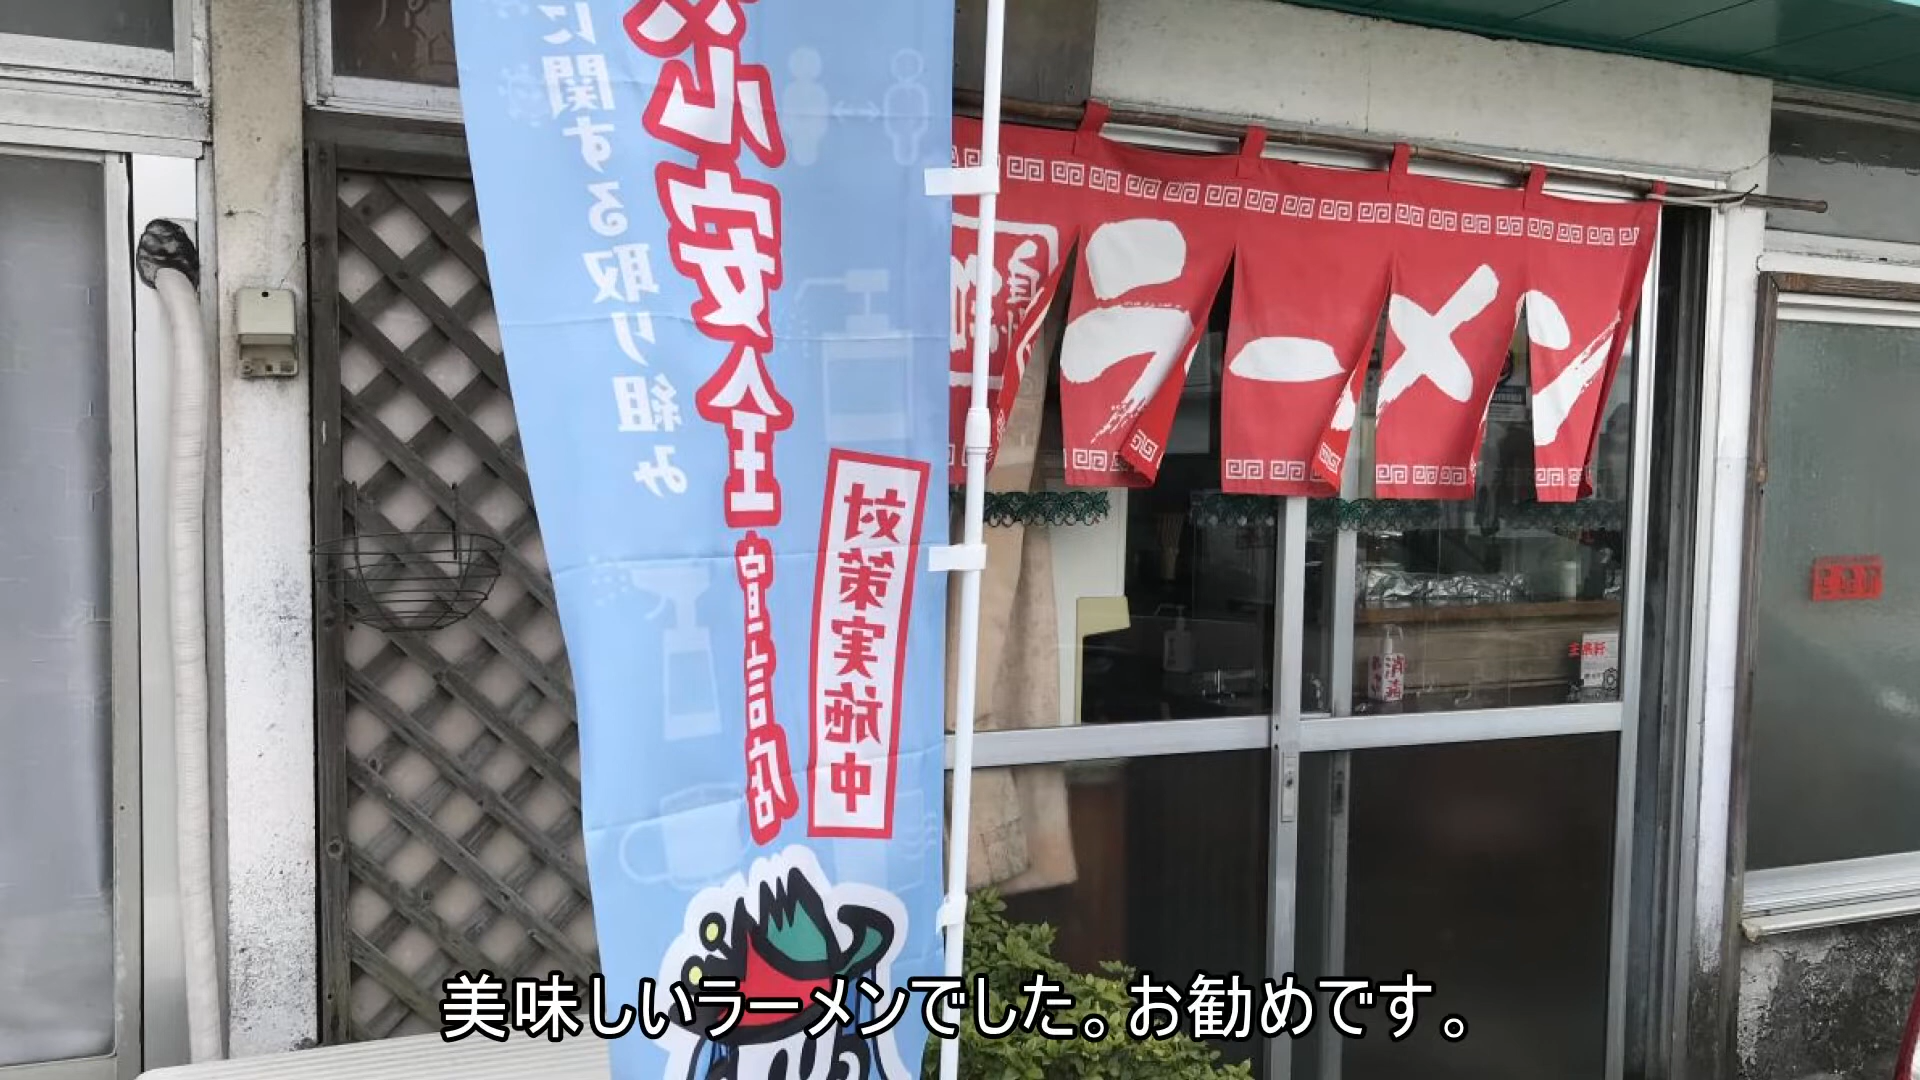 ラーメン
安心安全宣言店
に関する取り組み
対策実施中
美味しいラーメンでした。お勧めです。